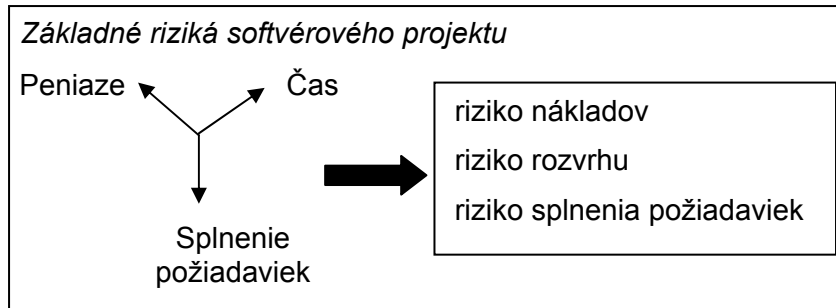 Základné riziká softvérového projektu
Peniaze
Čas
Splnenie
požiadaviek
riziko nákladov
riziko rozvrhu
riziko splnenia požiadaviek